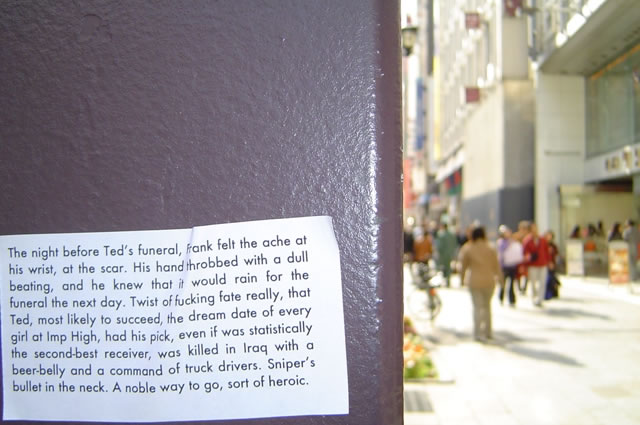 The night before Ted's funeral, Frank felt the ache at
his wrist, at the scar. His hand throbbed with a dull
beating, and he knew that it would rain for the
funeral the next day. Twist of fucking fate really, that
Ted, most likely to succeed, the dream date of every
girl at Imp High, had his pick, even if was statistically
the second-best receiver, was killed in Iraq with a
beer-belly and a command of truck drivers. Sniper's
bullet in the neck. A noble way to go, sort of heroic.